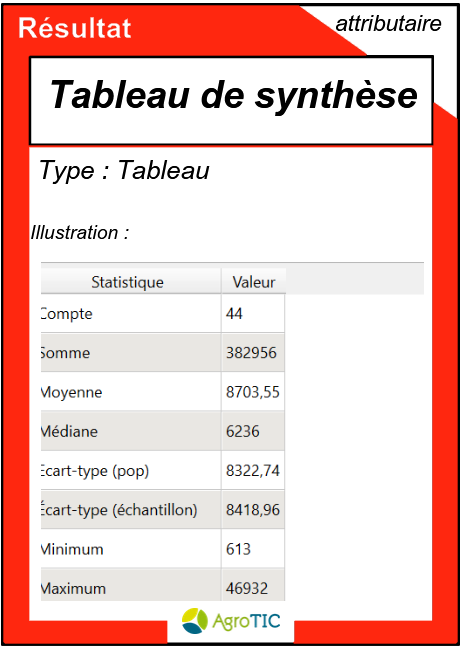 Résultat
attributaire
Tableau de synthèse
Type : Tableau
Illustration :
Statistique Valeur
Compte 44
Somme 382956
Moyenne 8703,55
Médiane 6236
Écart-type (pop) 8322,74
Écart-type (échantillon) 8418,96
Minimum 613
Maximum 46932
AgroTIC